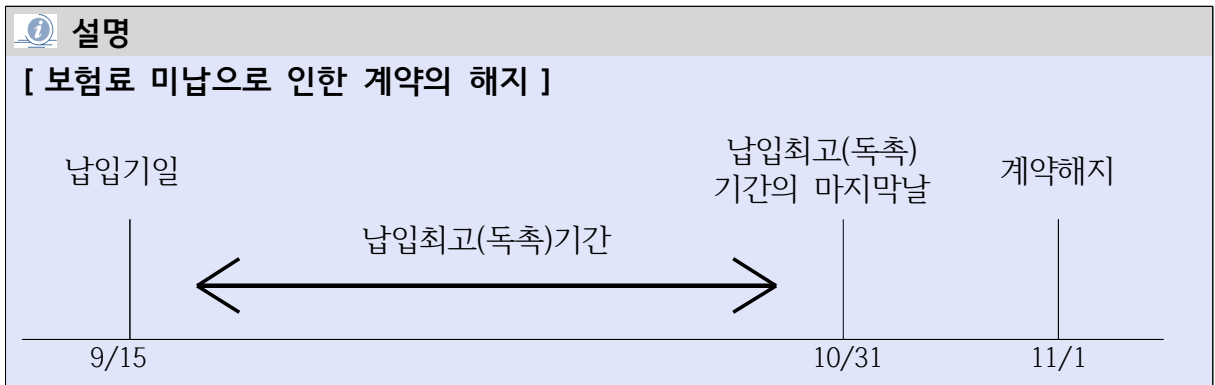 설명
[ 보험료 미납으로 인한 계약의 해지 ]
납입기일
납입최고(독촉)
기간의 마지막날
계약해지
납입최고(독촉)기간
9/15
10/31
11/1